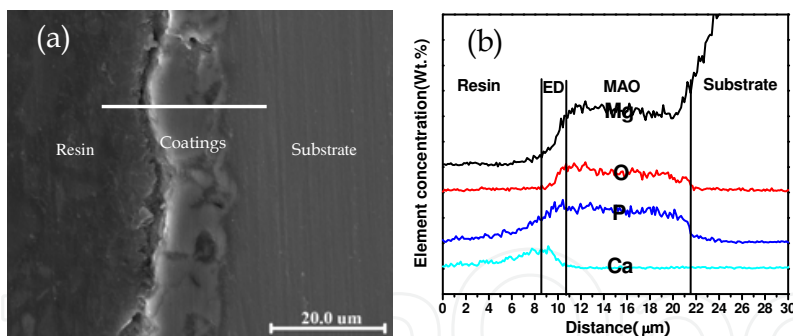 (a)
Resin
Coatings
Substrate
20.0 um
(b)
Resin
ED
MAO
Substrate
Mg
O
P
Ca
Element concentration(Wt.%)
0 2 4 6 8 10 12 14 16 18 20 22 24 26 28 30
Distance( μm)